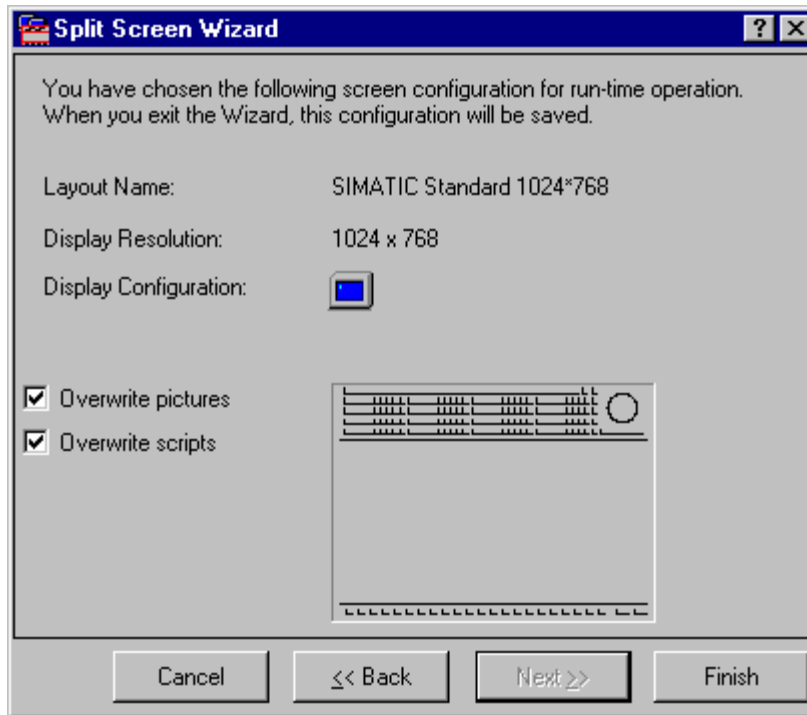 Split Screen Wizard
You have chosen the following screen configuration for run-time operation.
When you exit the Wizard, this configuration will be saved.
Layout Name: SIMATIC Standard 1024*768
Display Resolution: 1024 x 768
Display Configuration:
Overwrite pictures
Overwrite scripts
Cancel << Back Next >> Finish